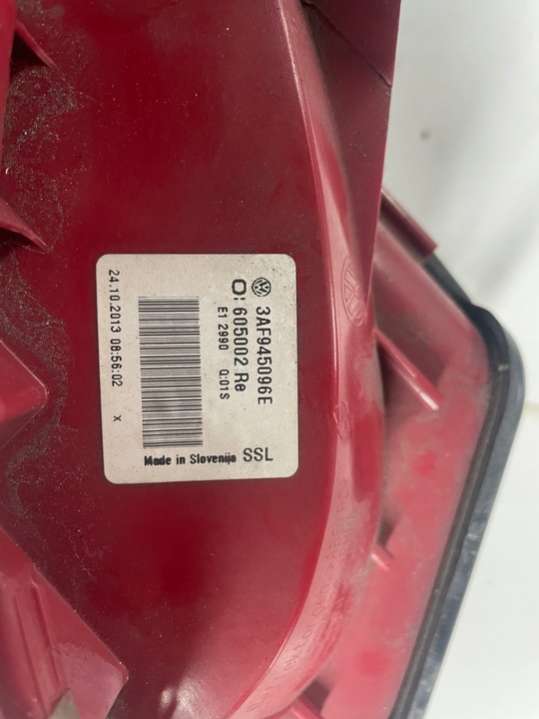 3AF945096E
O: 605002 Re
E1 2990 Q:01S
24.10.2013 08:56:02 x
Made in Slovenija SSL